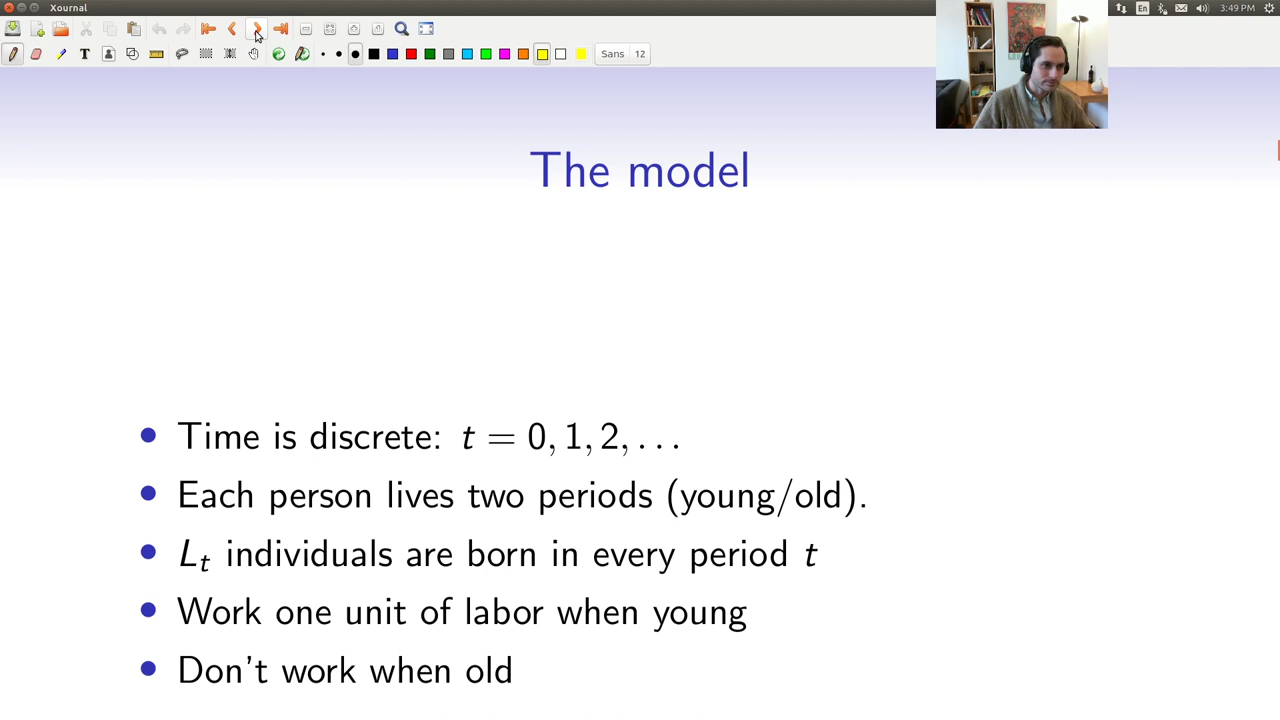 Xournal
En
3:49 PM
T
Sans 12
The model
• Time is discrete: t = 0, 1, 2, . . .
• Each person lives two periods (young/old).
• Lₜ individuals are born in every period t
• Work one unit of labor when young
• Don't work when old